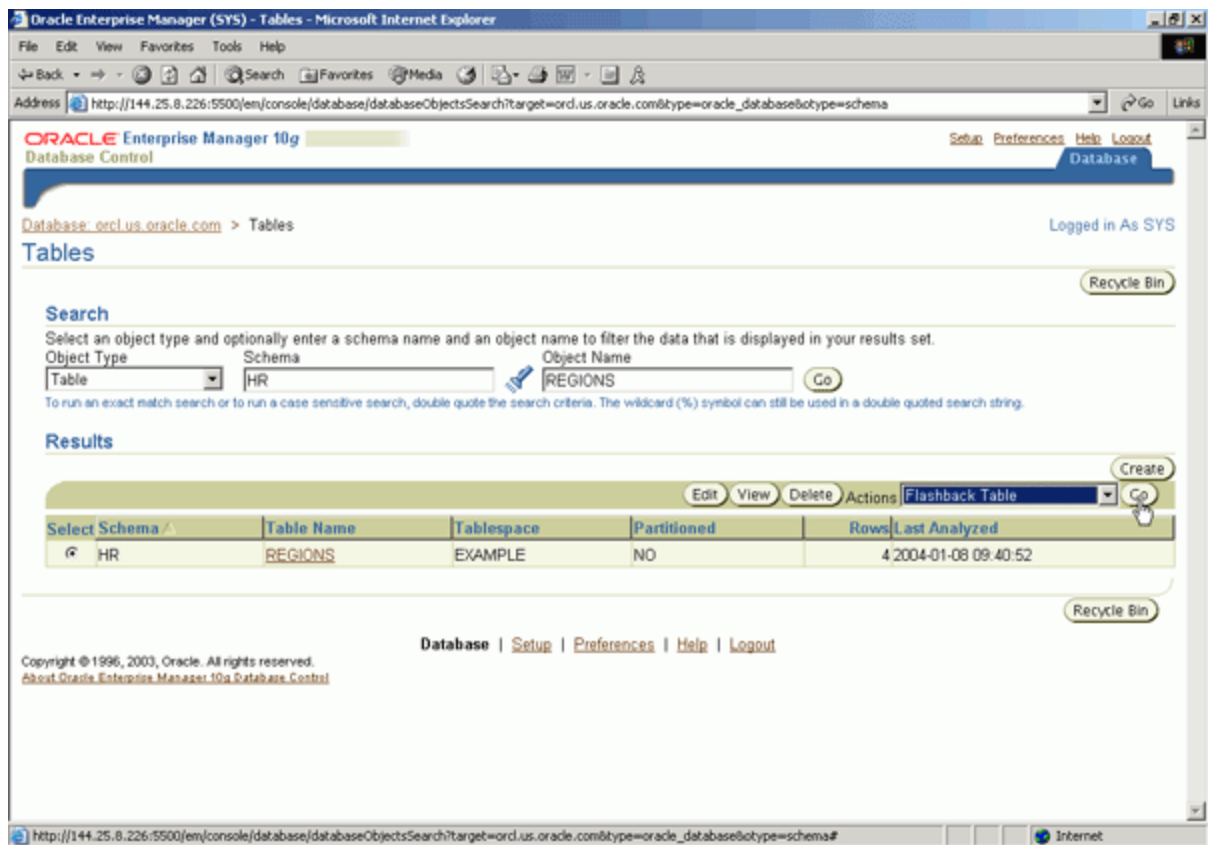 Oracle Enterprise Manager (SYS) - Tables - Microsoft Internet Explorer
File Edit View Favorites Tools Help
Back Search Favorites Media
Address http://144.25.8.226:5500/em/console/database/databaseObjectsSearch?target=orcl.us.oracle.com&type=oracle_database&otype=schema Go Links
ORACLE Enterprise Manager 10g
Database Control
Setup Preferences Help Logout
Database
Database: orcl.us.oracle.com > Tables
Logged in As SYS
Tables
Recycle Bin
Search
Select an object type and optionally enter a schema name and an object name to filter the data that is displayed in your results set.
Object Type Schema Object Name
Table HR REGIONS Go
To run an exact match search or to run a case sensitive search, double quote the search criteria. The wildcard (%) symbol can still be used in a double quoted search string.
Results
Create
Edit View Delete Actions Flashback Table Go
Select Schema Table Name Tablespace Partitioned Rows Last Analyzed
HR REGIONS EXAMPLE NO 4 2004-01-08 09:40:52
Recycle Bin
Database | Setup | Preferences | Help | Logout
Copyright © 1996, 2003, Oracle. All rights reserved.
About Oracle Enterprise Manager 10g Database Control
http://144.25.8.226:5500/em/console/database/databaseObjectsSearch?target=orcl.us.oracle.com&type=oracle_database&otype=schema# Internet